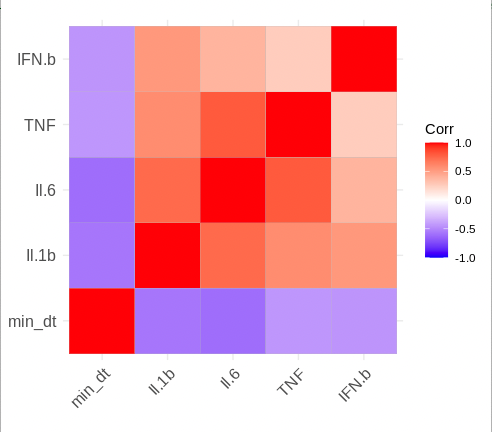 IFN.b
TNF
Il.6
Il.1b
min_dt
min_dt
Il.1b
Il.6
TNF
IFN.b
Corr
1.0
0.5
0.0
-0.5
-1.0